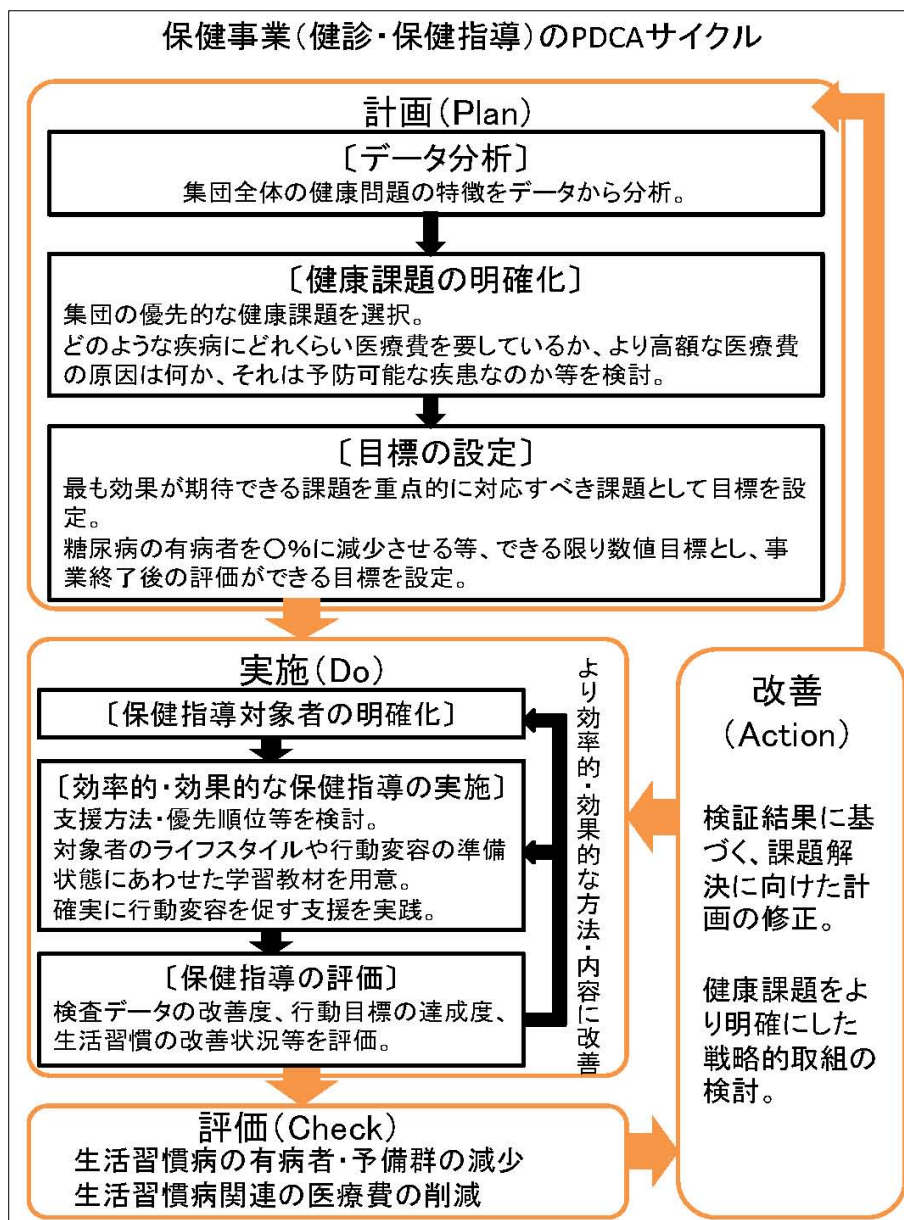 保健事業（健診・保健指導）のPDCAサイクル
計画（Plan）
〔データ分析〕
集団全体の健康問題の特徴をデータから分析。
〔健康課題の明確化〕
集団の優先的な健康課題を選択。
どのような疾病にどれくらい医療費を要しているか、より高額な医療費
の原因は何か、それは予防可能な疾患なのか等を検討。
〔目標の設定〕
最も効果が期待できる課題を重点的に対応すべき課題として目標を設
定。
糖尿病の有病者を〇%に減少させる等、できる限り数値目標とし、事
業終了後の評価ができる目標を設定。
実施（Do）
〔保健指導対象者の明確化〕
〔効率的・効果的な保健指導の実施〕
支援方法・優先順位等を検討。
対象者のライフスタイルや行動変容の準備
状態にあわせた学習教材を用意。
確実に行動変容を促す支援を実践。
〔保健指導の評価〕
検査データの改善度、行動目標の達成度、
生活習慣の改善状況等を評価。
より効率的・効果的な方法・内容に改善
評価（Check）
生活習慣病の有病者・予備群の減少
生活習慣病関連の医療費の削減
改善
（Action）
検証結果に基
づく、課題解
決に向けた計
画の修正。
健康課題をよ
り明確にした
戦略的取組の
検討。